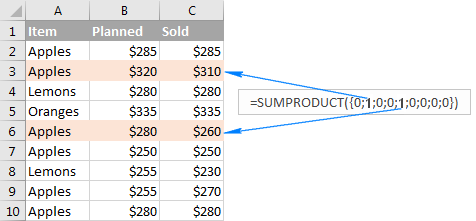 A B C
1 Item Planned Sold
2 Apples $285 $285
3 Apples $320 $310
4 Lemons $280 $280
5 Oranges $335 $335
6 Apples $280 $260
7 Apples $250 $250
8 Lemons $255 $230
9 Apples $255 $270
10 Apples $280 $280
=SUMPRODUCT({0;1;0;0;1;0;0;0;0})